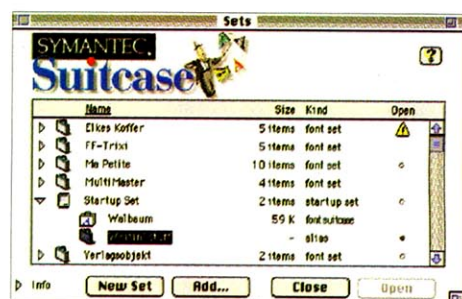 Sets
SYMANTEC.
Suitcase
?
Name Size Kind Open
Elkes Koffer 5 items font set
FF-Trixi 5 items font set
Ma Petite 10 items font set
MultiMaster 4 items font set
Startup Set 2 items startup set
Walbaum 59 K font suitcase
- alias
Verlagsobjekt 2 items font set
Info New Set Add... Close Open